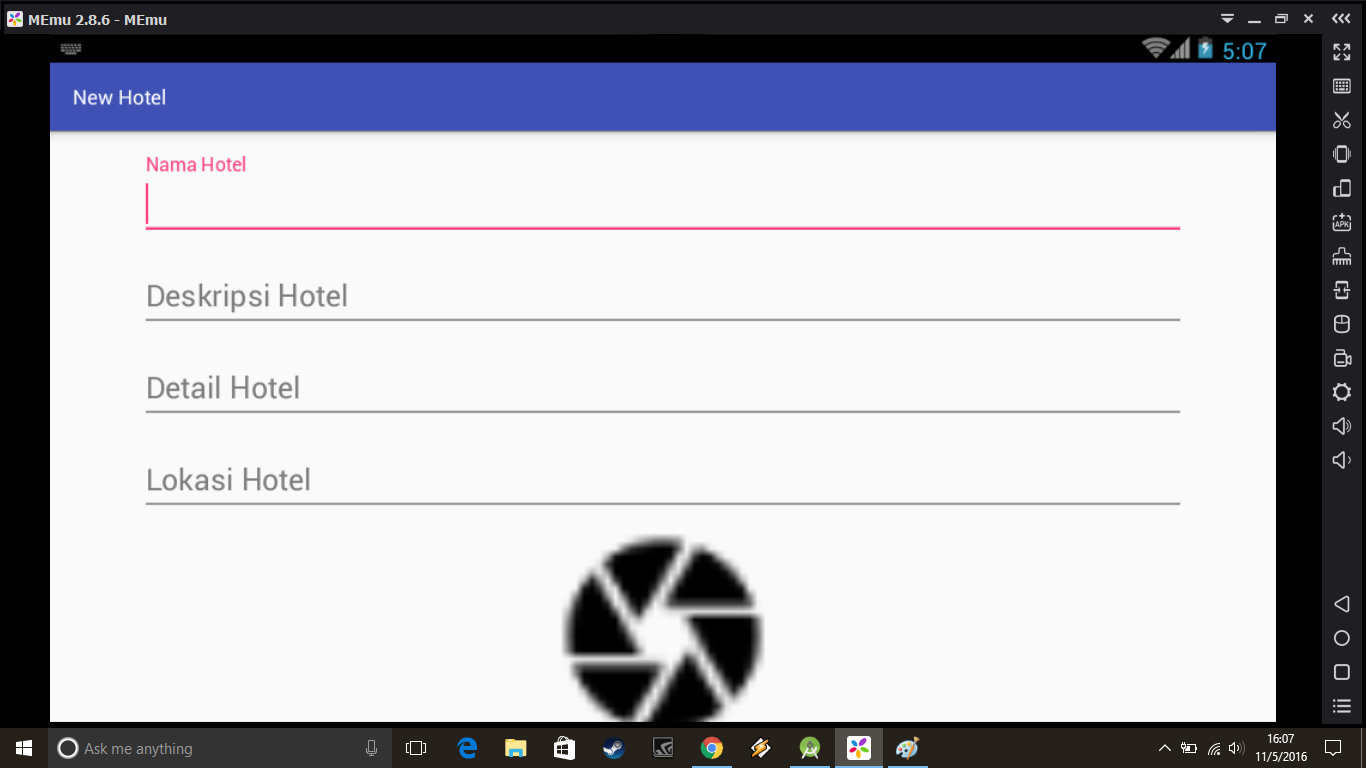 MEmu 2.8.6 - MEmu
5:07
New Hotel
Nama Hotel
Deskripsi Hotel
Detail Hotel
Lokasi Hotel
APK
Ask me anything
16:07
11/5/2016